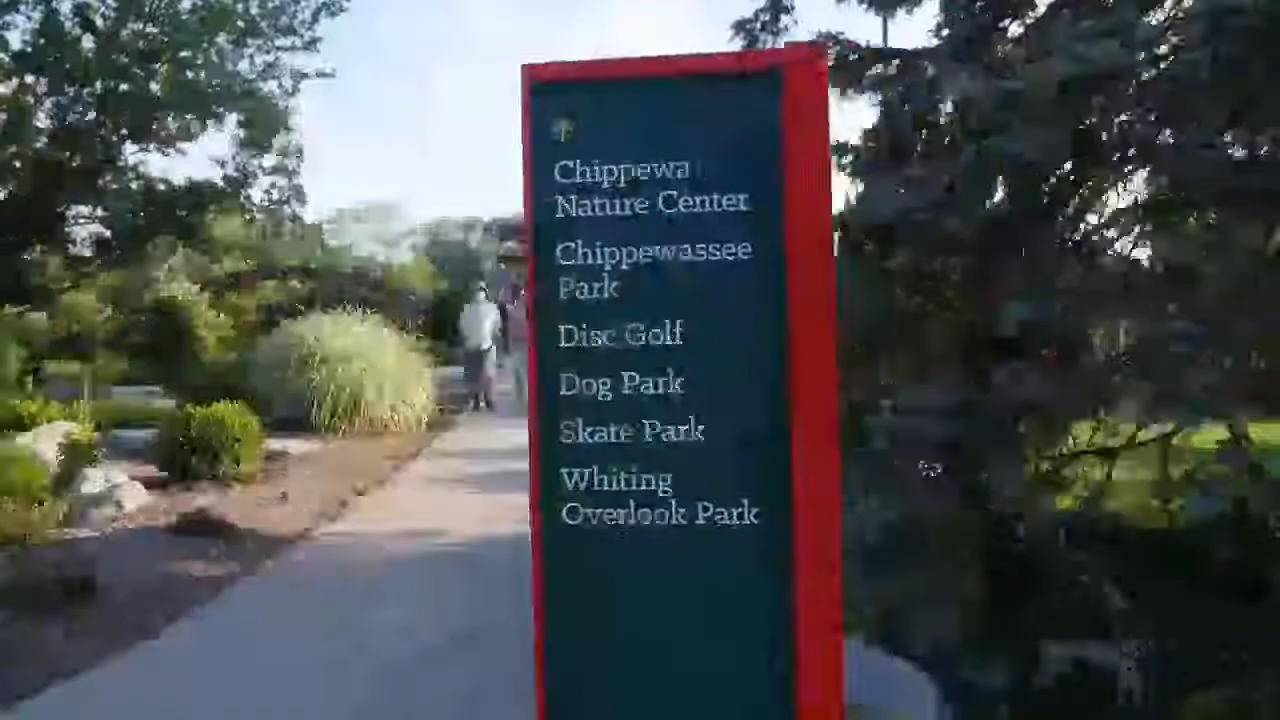 Chippewa
Nature Center
Chippewassee
Park
Disc Golf
Dog Park
Skate Park
Whiting
Overlook Park